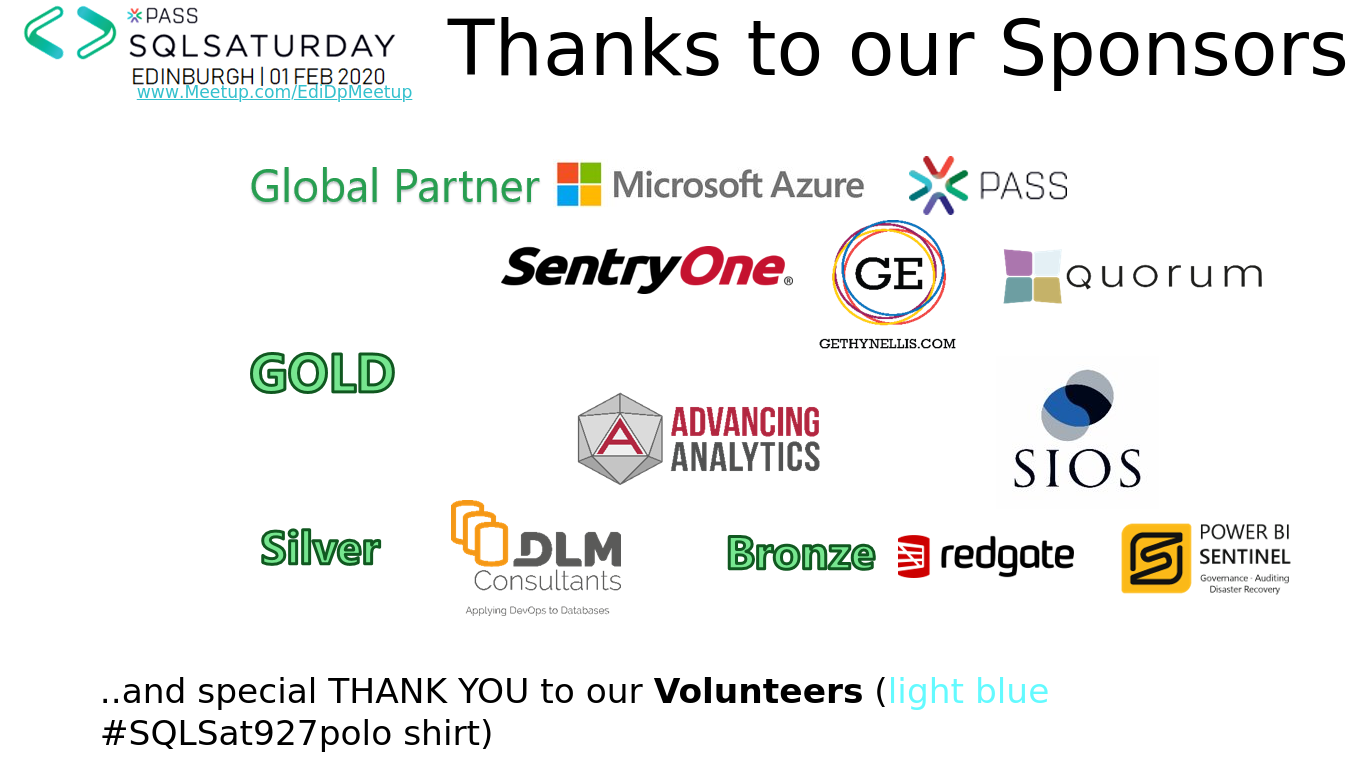 PASS
SQLSATURDAY
EDINBURGH | 01 FEB 2020
www.Meetup.com/EdiDpMeetup
Thanks to our Sponsors
Global Partner
Microsoft Azure
PASS
SentryOne®
GE
GETHYNELLIS.COM
quorum
GOLD
A
ADVANCING
ANALYTICS
SIOS
Silver
DLM
Consultants
Applying DevOps to Databases
Bronze
redgate
POWER BI
SENTINEL
Governance · Auditing
Disaster Recovery
..and special THANK YOU to our Volunteers (light blue
#SQLSat927polo shirt)